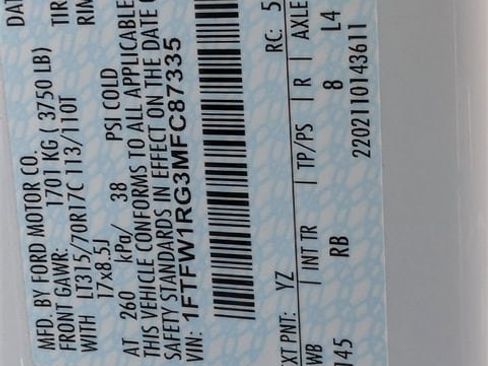 DAT
MFD. BY FORD MOTOR CO.
FRONT GAWR: 1701 KG ( 3750 LB) TIR
WITH LT315/70R17C 113/110T RIM
17x8.5J
AT 260 kPa/ 38 PSI COLD
THIS VEHICLE CONFORMS TO ALL APPLICABLE
SAFETY STANDARDS IN EFFECT ON THE DATE O
VIN: 1FTFW1RG3MFC87335
XT PNT: YZ RC: 5
WB | INT TR | TP/PS | R | AXLE
145 RB 8 L4
2202110143611